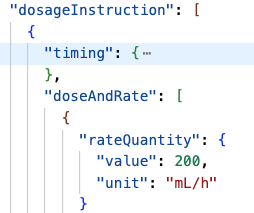 "dosageInstruction": [
{
"timing": {⋯
},
"doseAndRate": [
{
"rateQuantity": {
"value": 200,
"unit": "mL/h"
}